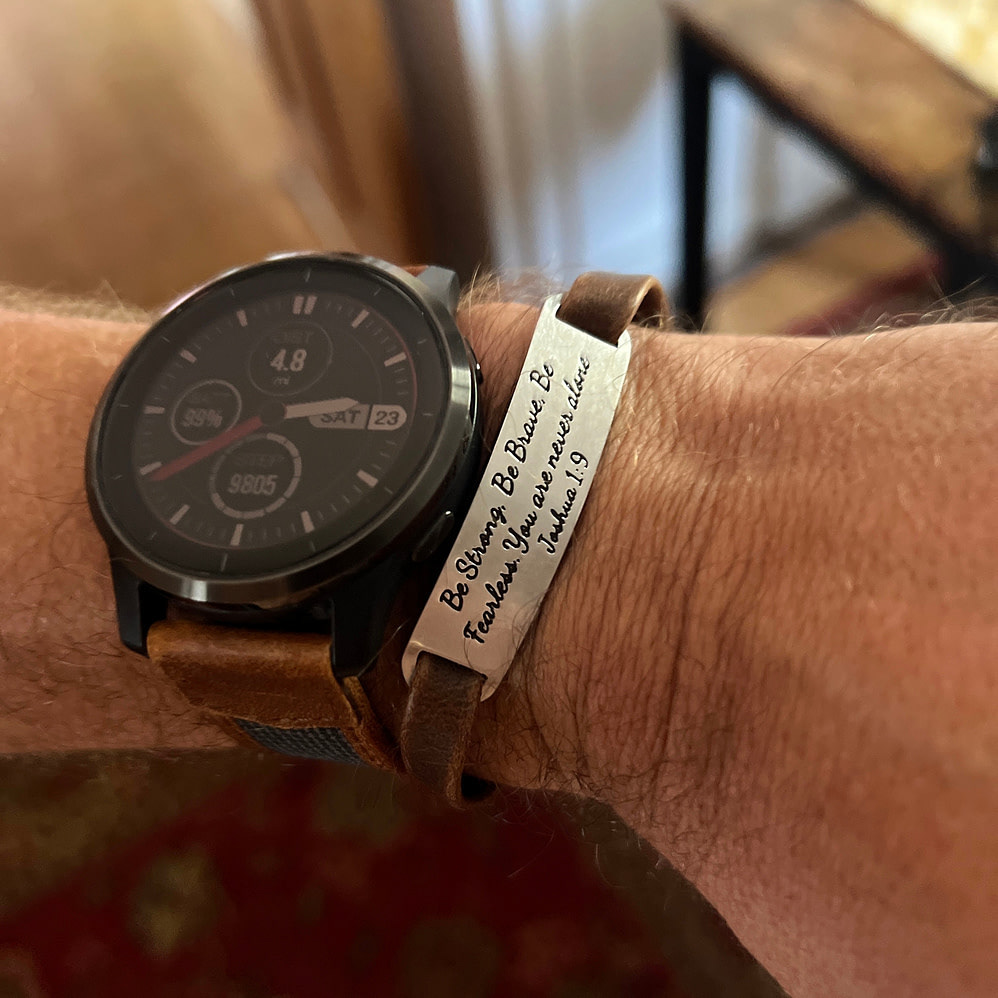 4.8
mi
99%
SAT 23
9805
Be Strong, Be Brave, Be
Fearless. You are never alone
Joshua 1:9